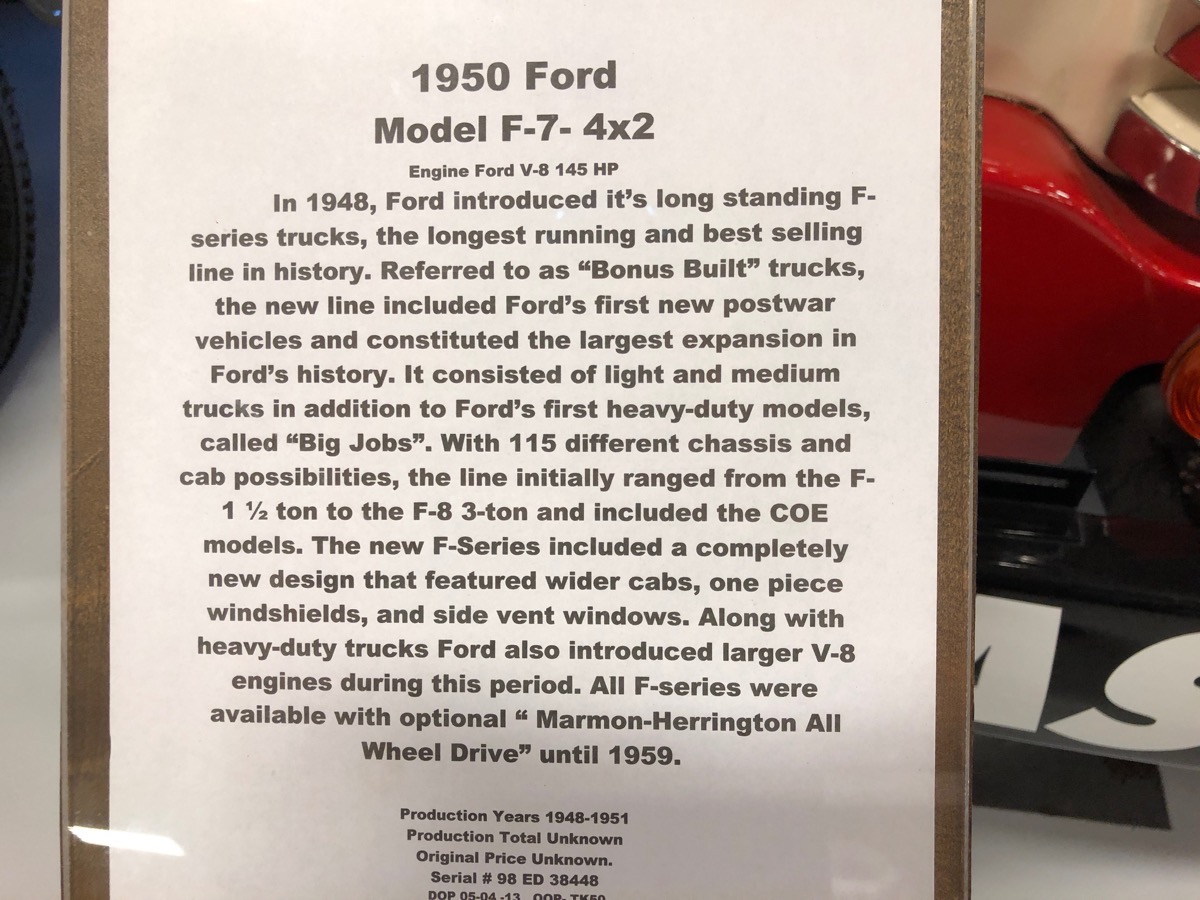 1950 Ford
Model F-7- 4x2
Engine Ford V-8 145 HP
In 1948, Ford introduced it’s long standing F-
series trucks, the longest running and best selling
line in history. Referred to as “Bonus Built” trucks,
the new line included Ford’s first new postwar
vehicles and constituted the largest expansion in
Ford’s history. It consisted of light and medium
trucks in addition to Ford’s first heavy-duty models,
called “Big Jobs”. With 115 different chassis and
cab possibilities, the line initially ranged from the F-
1 ½ ton to the F-8 3-ton and included the COE
models. The new F-Series included a completely
new design that featured wider cabs, one piece
windshields, and side vent windows. Along with
heavy-duty trucks Ford also introduced larger V-8
engines during this period. All F-series were
available with optional “ Marmon-Herrington All
Wheel Drive” until 1959.
Production Years 1948-1951
Production Total Unknown
Original Price Unknown.
Serial # 98 ED 38448
DOP 05-04 -13